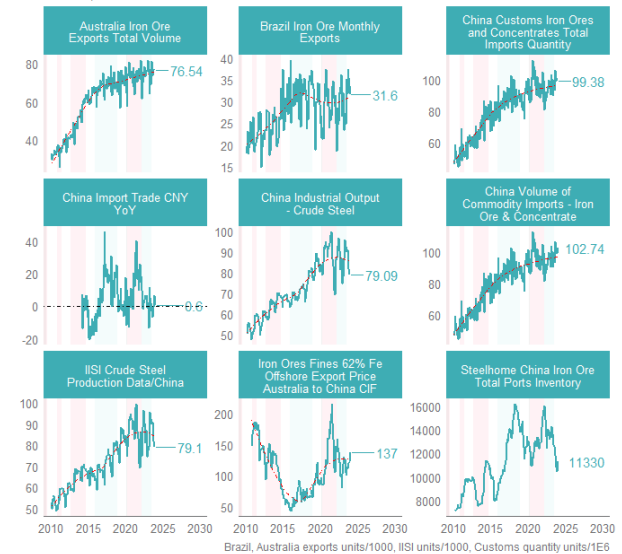 Australia Iron Ore
Exports Total Volume
Brazil Iron Ore Monthly
Exports
China Customs Iron Ores
and Concentrates Total
Imports Quantity
80
60
40
76.54
40
35
30
25
20
15
31.6
100
80
60
99.38
China Import Trade CNY
YoY
China Industrial Output
- Crude Steel
China Volume of
Commodity Imports - Iron
Ore & Concentrate
40
20
0
-20
0.6
100
90
80
70
60
50
79.09
100
80
60
102.74
IISI Crude Steel
Production Data/China
Iron Ores Fines 62% Fe
Offshore Export Price
Australia to China CIF
Steelhome China Iron Ore
Total Ports Inventory
100
90
80
70
60
50
79.1
200
150
100
50
137
16000
14000
12000
10000
8000
11330
2010 2015 2020 2025 2030
2010 2015 2020 2025 2030
2010 2015 2020 2025 2030
Brazil, Australia exports units/1000, IISI units/1000, Customs quantity units/1E6